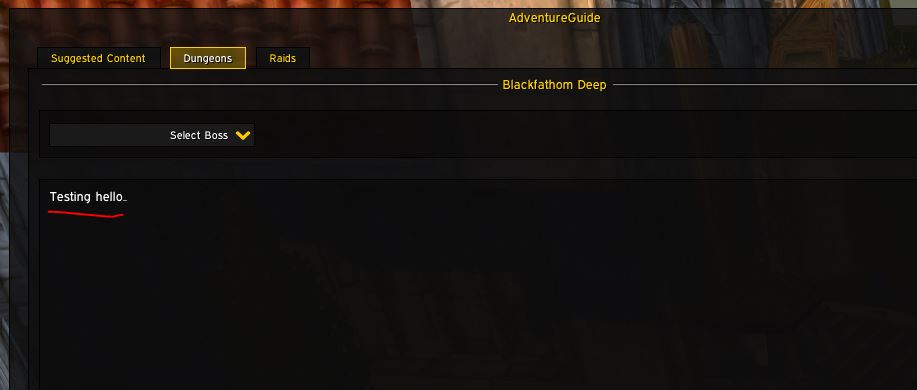 AdventureGuide
Suggested Content
Dungeons
Raids
Blackfathom Deep
Select Boss
Testing hello..